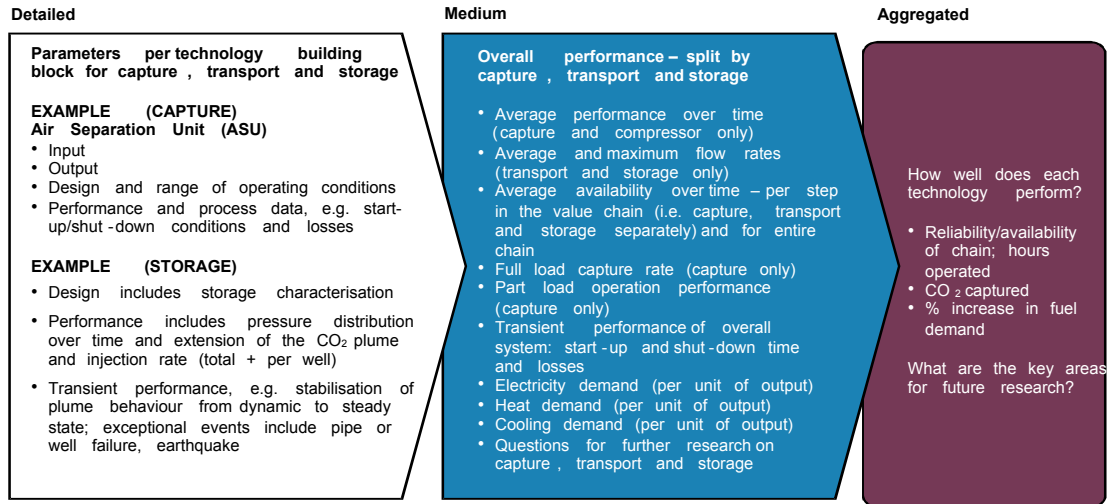 Detailed
Parameters per technology building
block for capture , transport and storage
EXAMPLE (CAPTURE)
Air Separation Unit (ASU)
• Input
• Output
• Design and range of operating conditions
• Performance and process data, e.g. start-
up/shut -down conditions and losses
EXAMPLE (STORAGE)
• Design includes storage characterisation
• Performance includes pressure distribution
over time and extension of the CO₂ plume
and injection rate (total + per well)
• Transient performance, e.g. stabilisation of
plume behaviour from dynamic to steady
state; exceptional events include pipe or
well failure, earthquake
Medium
Overall performance – split by
capture , transport and storage
• Average performance over time
(capture and compressor only)
• Average and maximum flow rates
(transport and storage only)
• Average availability over time – per step
in the value chain (i.e. capture, transport
and storage separately) and for entire
chain
• Full load capture rate (capture only)
• Part load operation performance
(capture only)
• Transient performance of overall
system: start -up and shut -down time
and losses
• Electricity demand (per unit of output)
• Heat demand (per unit of output)
• Cooling demand (per unit of output)
• Questions for further research on
capture , transport and storage
Aggregated
How well does each
technology perform?
• Reliability/availability
of chain; hours
operated
• CO ₂ captured
• % increase in fuel
demand
What are the key areas
for future research?